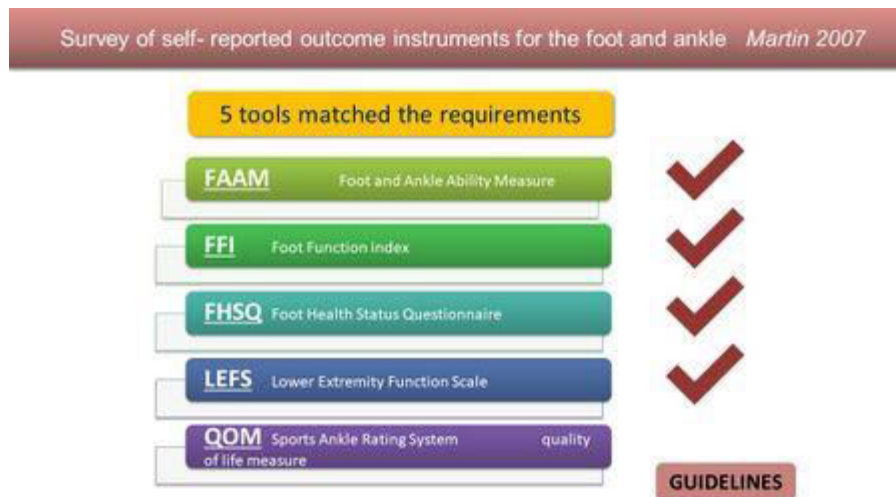 Survey of self- reported outcome instruments for the foot and ankle Martin 2007
5 tools matched the requirements
FAAM Foot and Ankle Ability Measure
FFI Foot Function index
FHSQ Foot Health Status Questionnaire
LEFS Lower Extremity Function Scale
QOM Sports Ankle Rating System quality
of life measure
GUIDELINES